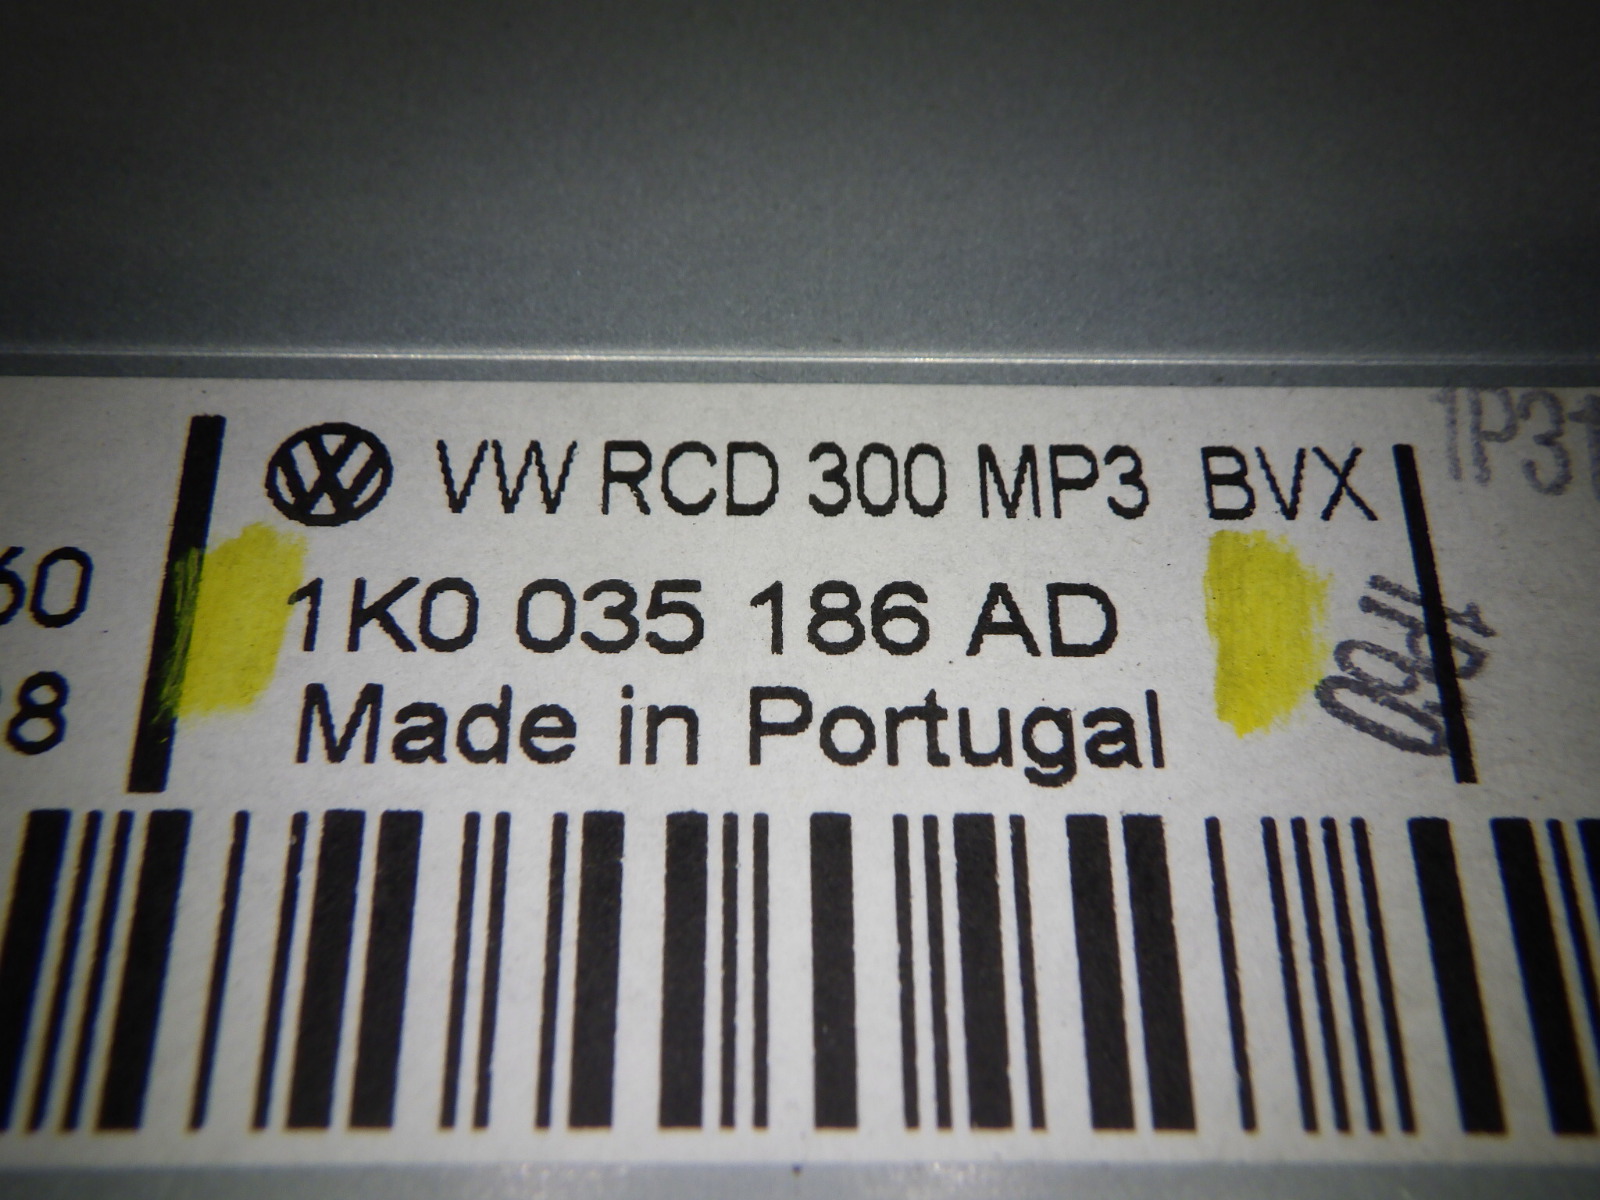 VW RCD 300 MP3 BVX
1K0 035 186 AD
Made in Portugal